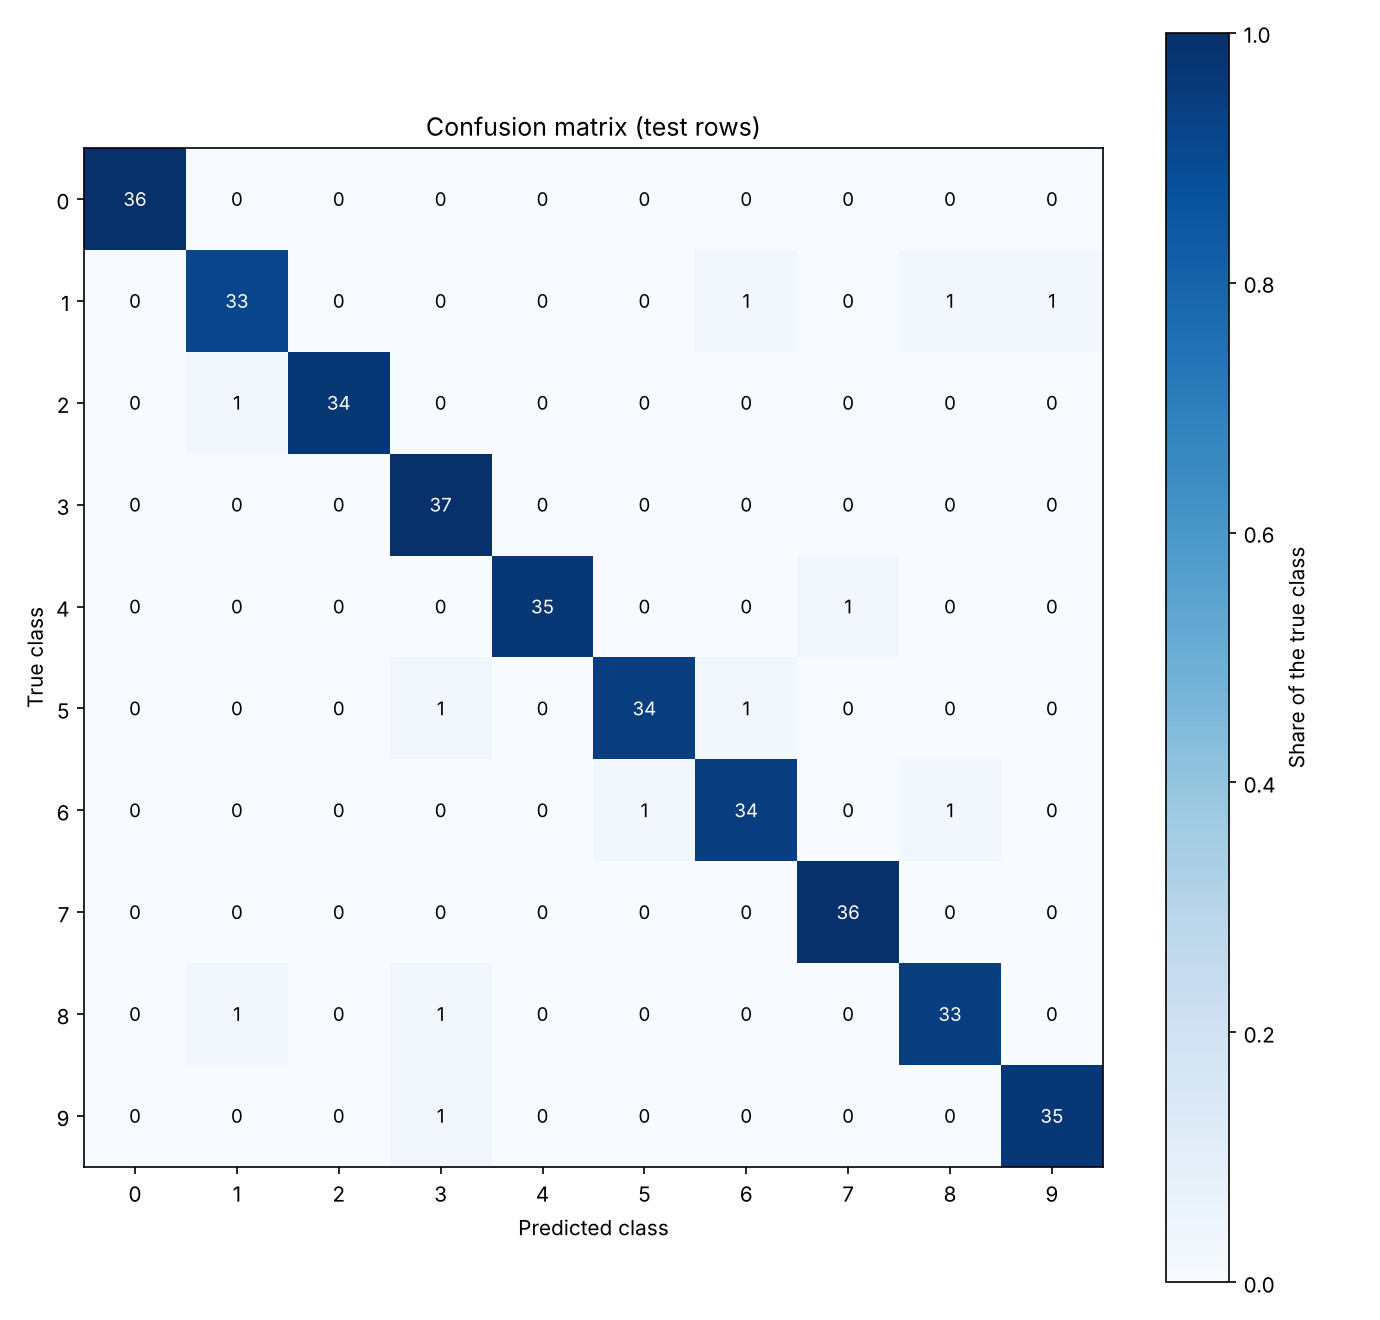 Confusion matrix (test rows)
0 36 0 0 0 0 0 0 0 0 0
1 0 33 0 0 0 0 1 0 1 1
2 0 1 34 0 0 0 0 0 0 0
3 0 0 0 37 0 0 0 0 0 0
4 0 0 0 0 35 0 0 1 0 0
5 0 0 0 1 0 34 1 0 0 0
6 0 0 0 0 0 1 34 0 1 0
7 0 0 0 0 0 0 0 36 0 0
8 0 1 0 1 0 0 0 0 33 0
9 0 0 0 1 0 0 0 0 0 35
0 1 2 3 4 5 6 7 8 9
Predicted class
True class
1.0
0.8
0.6
0.4
0.2
0.0
Share of the true class